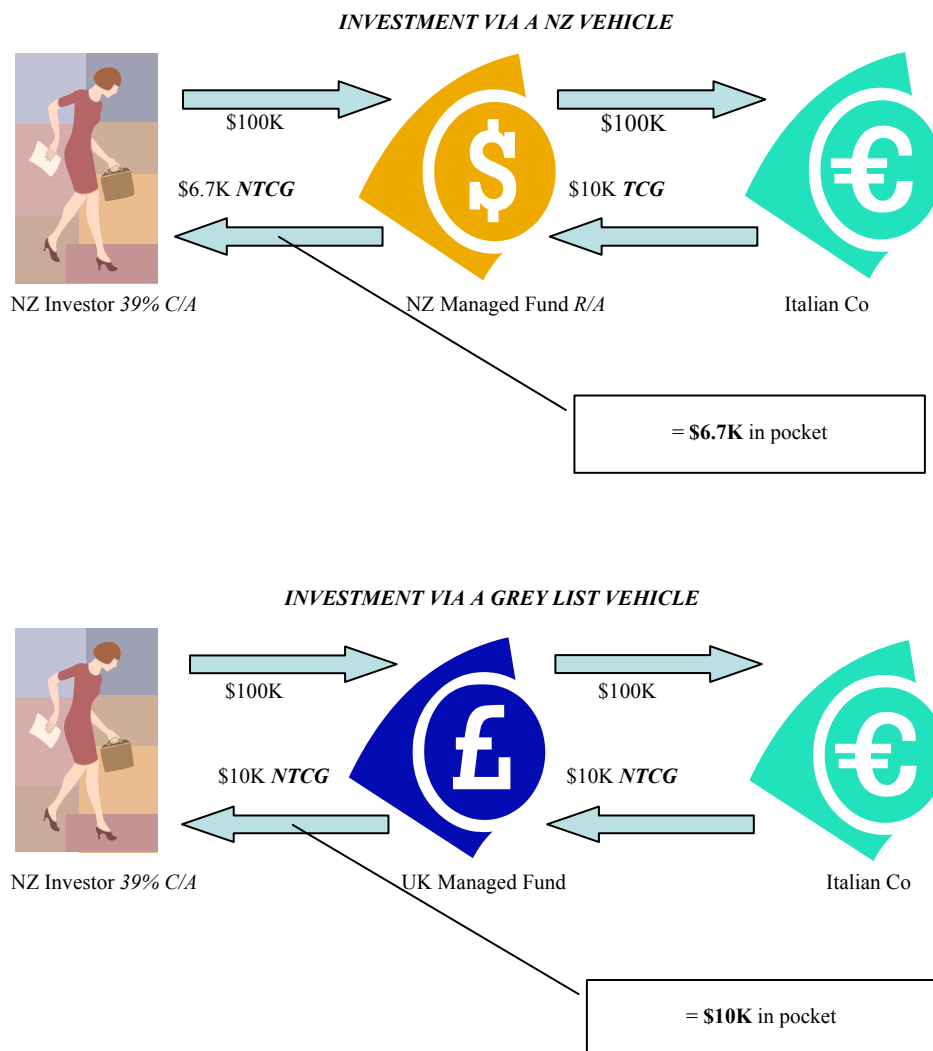 INVESTMENT VIA A NZ VEHICLE
$100K
$100K
$
€
$6.7K NTCG
$10K TCG
NZ Investor 39% C/A
NZ Managed Fund R/A
Italian Co
= $6.7K in pocket
INVESTMENT VIA A GREY LIST VEHICLE
$100K
$100K
£
€
$10K NTCG
$10K NTCG
NZ Investor 39% C/A
UK Managed Fund
Italian Co
= $10K in pocket